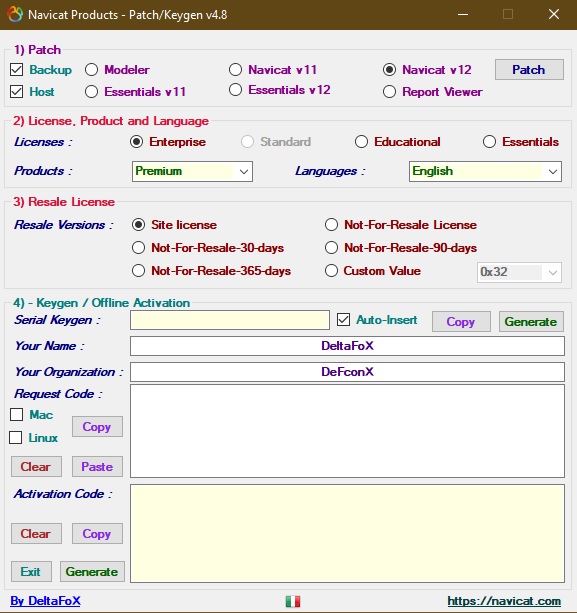 Navicat Products - Patch/Keygen v4.8
1) Patch
Backup Modeler Navicat v11 Navicat v12 Patch
Host Essentials v11 Essentials v12 Report Viewer
2) License, Product and Language
Licenses : Enterprise Standard Educational Essentials
Products : Premium Languages : English
3) Resale License
Resale Versions : Site license Not-For-Resale License
Not-For-Resale-30-days Not-For-Resale-90-days
Not-For-Resale-365-days Custom Value 0x32
4) - Keygen / Offline Activation
Serial Keygen : Auto-Insert Copy Generate
Your Name : DeltaFoX
Your Organization : DeFconX
Request Code :
Mac
Copy
Linux
Clear Paste
Activation Code :
Clear Copy
Exit Generate
By DeltaFoX https://navicat.com